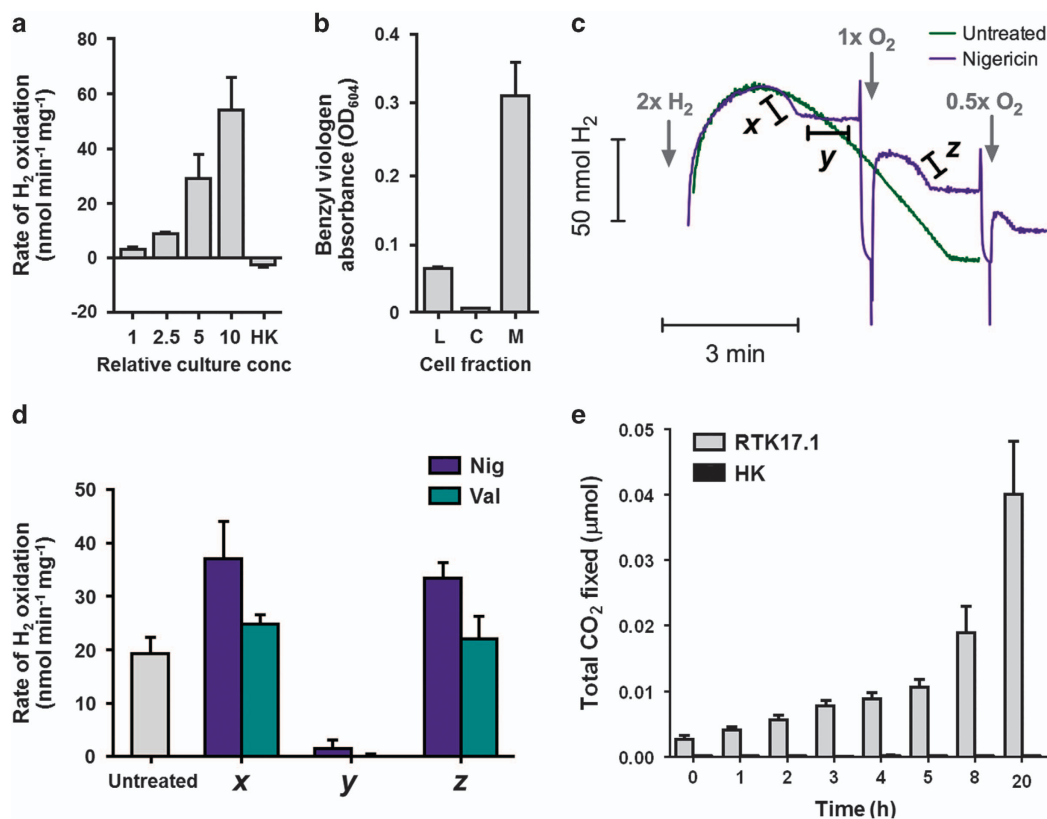 a
Rate of H2 oxidation
(nmol min-1 mg-1)
80
60
40
20
0
-20
1 2.5 5 10 HK
Relative culture conc
b
Benzyl viologen
absorbance (OD604)
0.4
0.3
0.2
0.1
0
L C M
Cell fraction
c
Untreated
Nigericin
1x O2
2x H2
0.5x O2
x
y
z
50 nmol H2
3 min
d
Nig
Val
Rate of H2 oxidation
(nmol min-1 mg-1)
50
40
30
20
10
0
Untreated x y z
e
RTK17.1
HK
Total CO2 fixed (μmol)
0.05
0.04
0.03
0.02
0.01
0.00
0 1 2 3 4 5 8 20
Time (h)